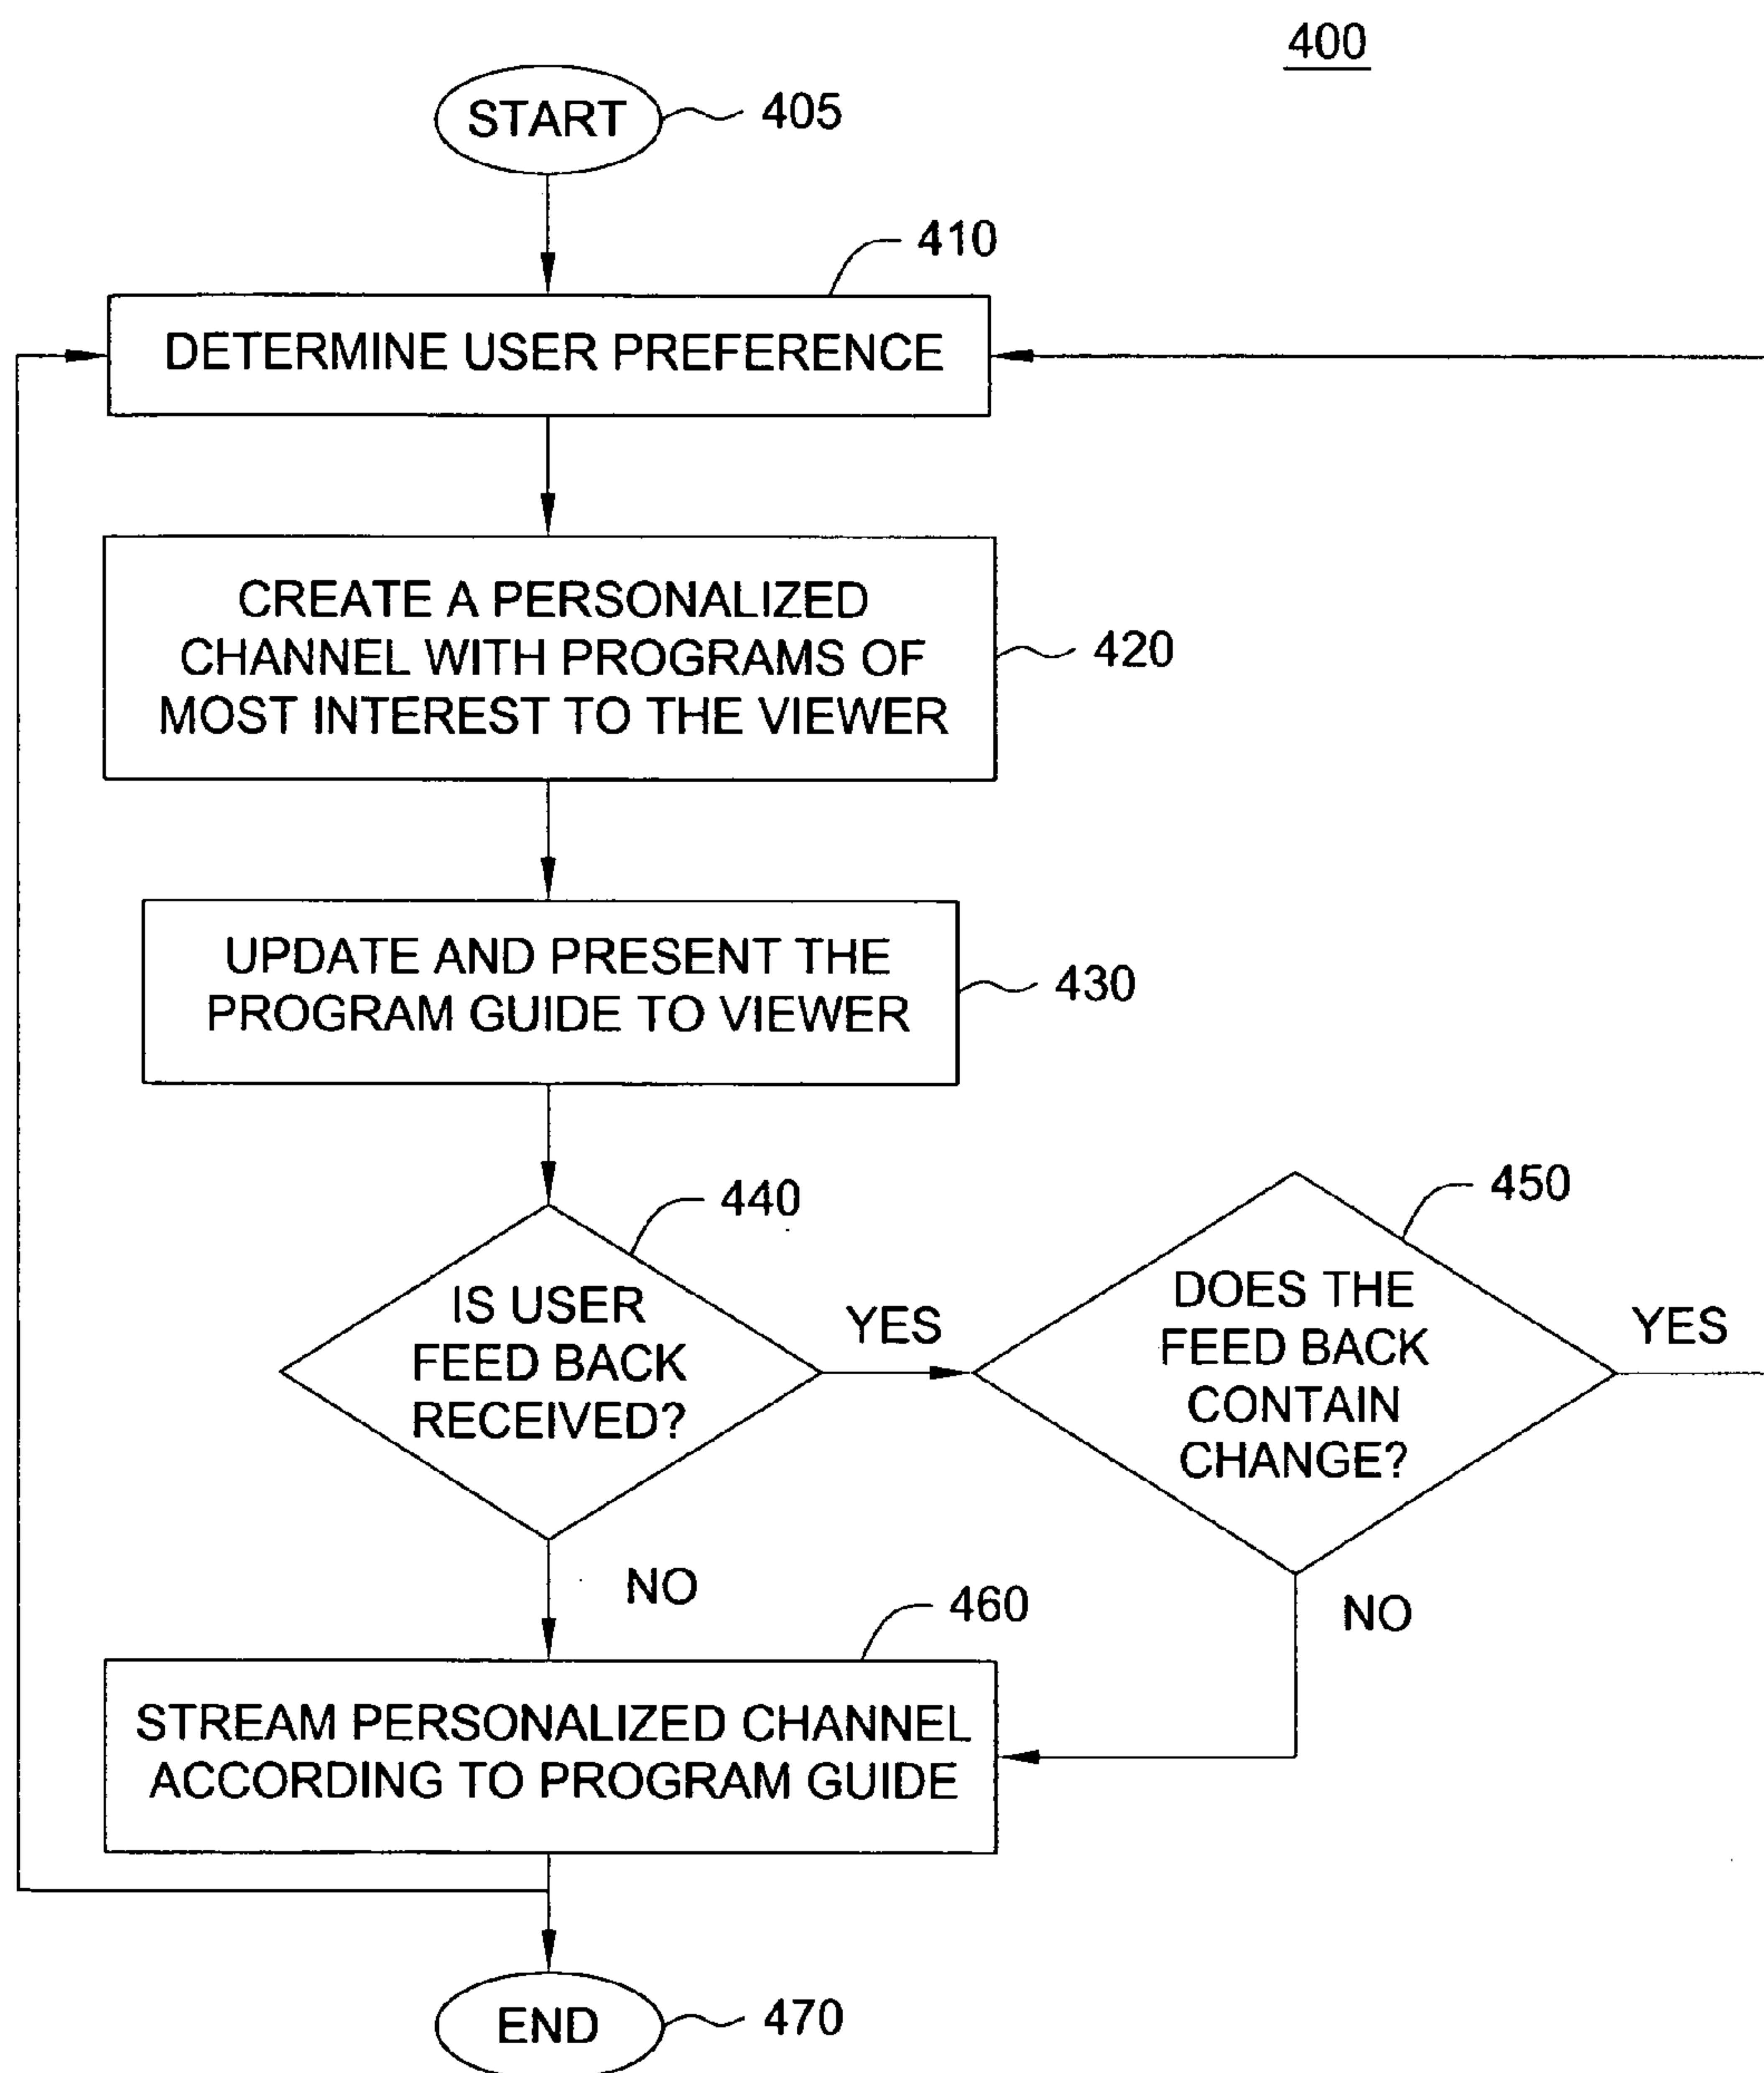 400
START
405
410
DETERMINE USER PREFERENCE
CREATE A PERSONALIZED
CHANNEL WITH PROGRAMS OF
MOST INTEREST TO THE VIEWER
420
UPDATE AND PRESENT THE
PROGRAM GUIDE TO VIEWER
430
440
IS USER
FEED BACK
RECEIVED?
YES
450
DOES THE
FEED BACK
CONTAIN
CHANGE?
YES
NO
NO
460
STREAM PERSONALIZED CHANNEL
ACCORDING TO PROGRAM GUIDE
END
470